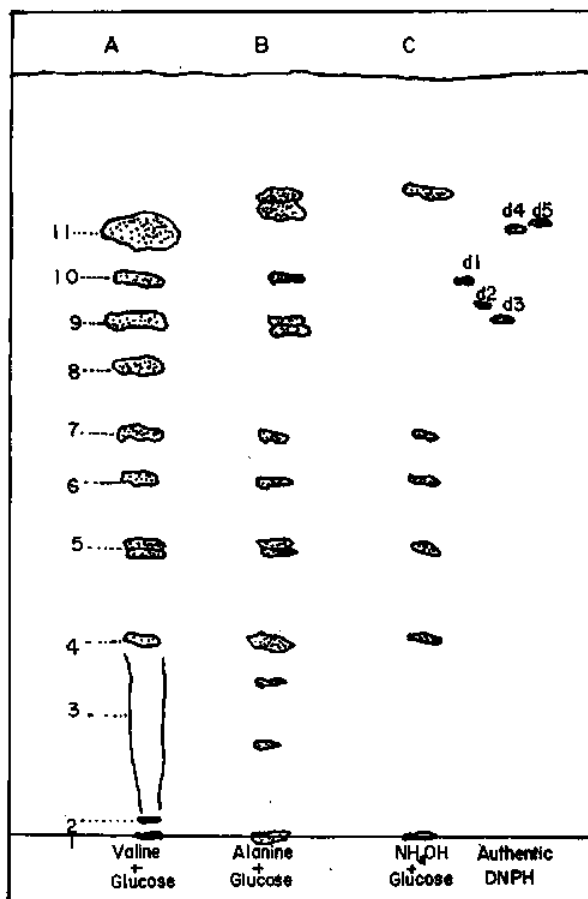 A B C
d4 d5
11
d1
10
d2
d3
9
8
7
6
5
4
3
2
1
Valine Alanine NH4OH Authentic
+ + + DNPH
Glucose Glucose Glucose